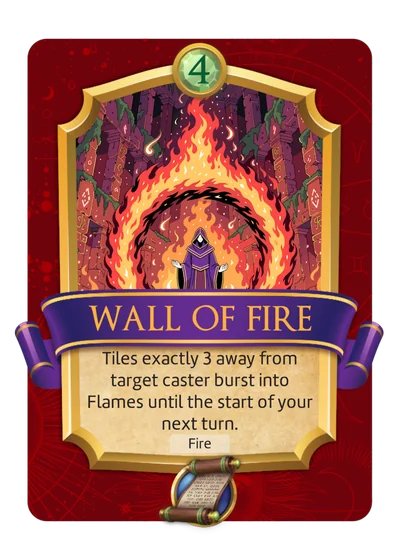 4
WALL OF FIRE
Tiles exactly 3 away from
target caster burst into
Flames until the start of your
next turn.
Fire